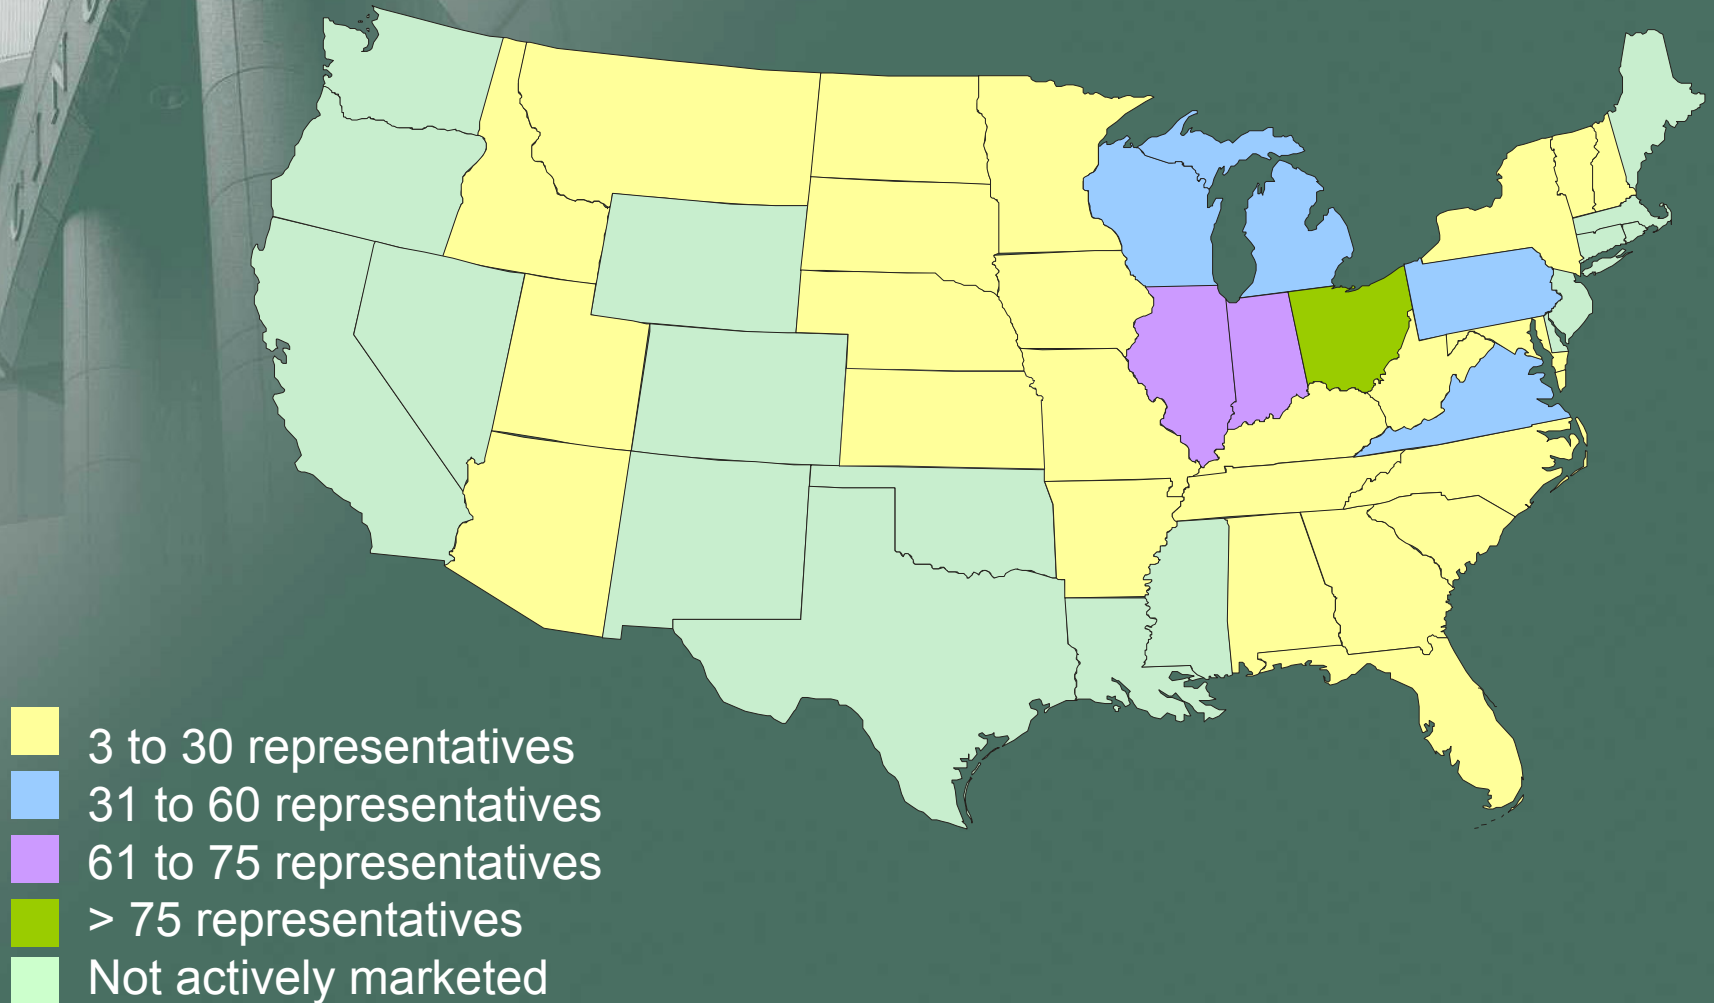 3 to 30 representatives
31 to 60 representatives
61 to 75 representatives
> 75 representatives
Not actively marketed